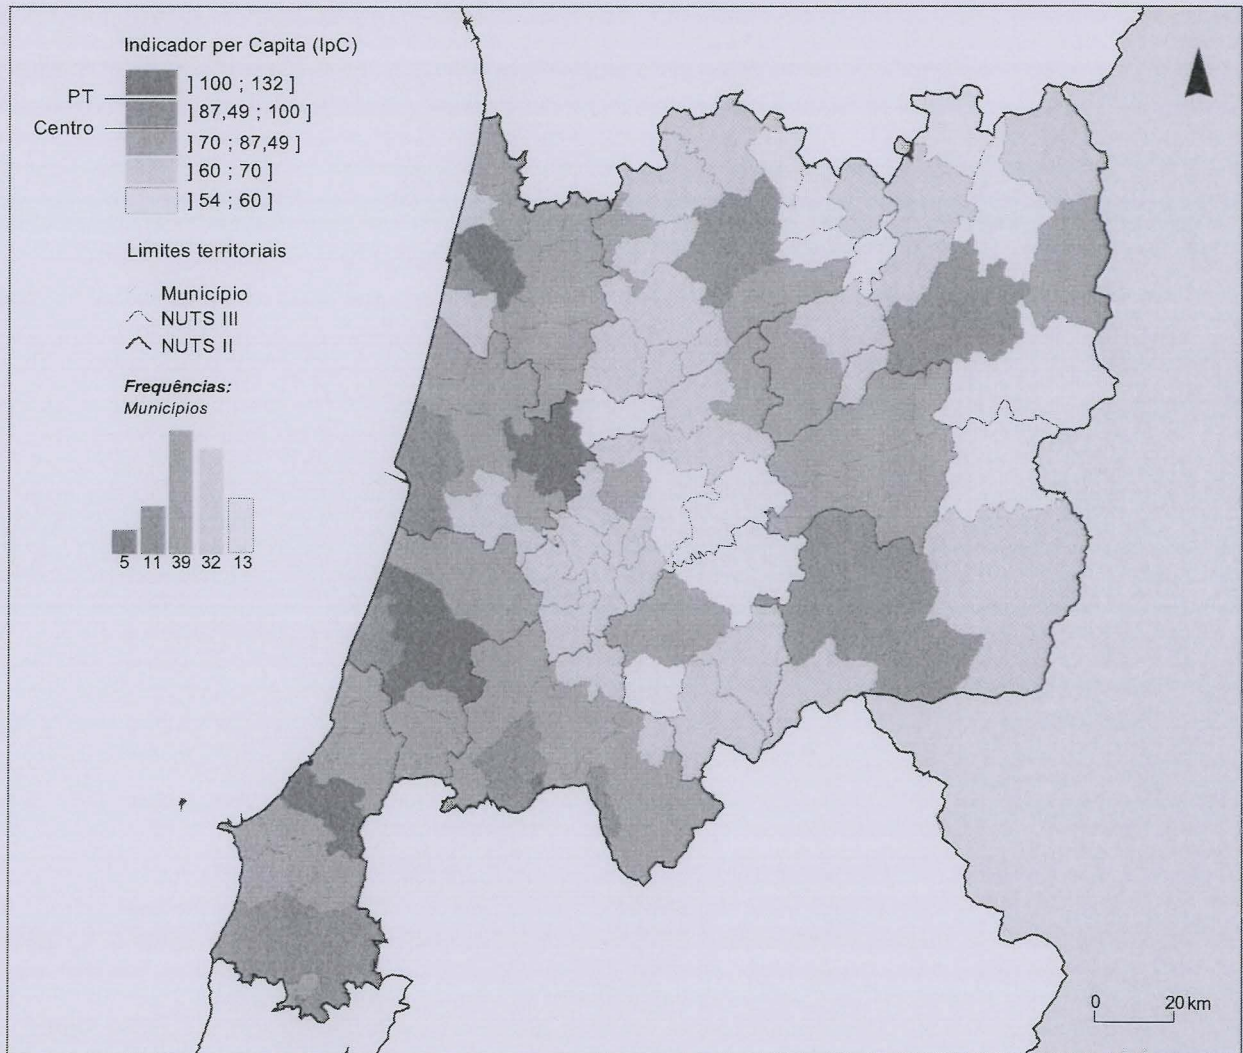 Indicador per Capita (IpC)
] 100 ; 132 ]
PT
] 87,49 ; 100 ]
Centro
] 70 ; 87,49 ]
] 60 ; 70 ]
] 54 ; 60 ]
Limites territoriais
Município
NUTS III
NUTS II
Frequências:
Municípios
5 11 39 32 13
0 20 km